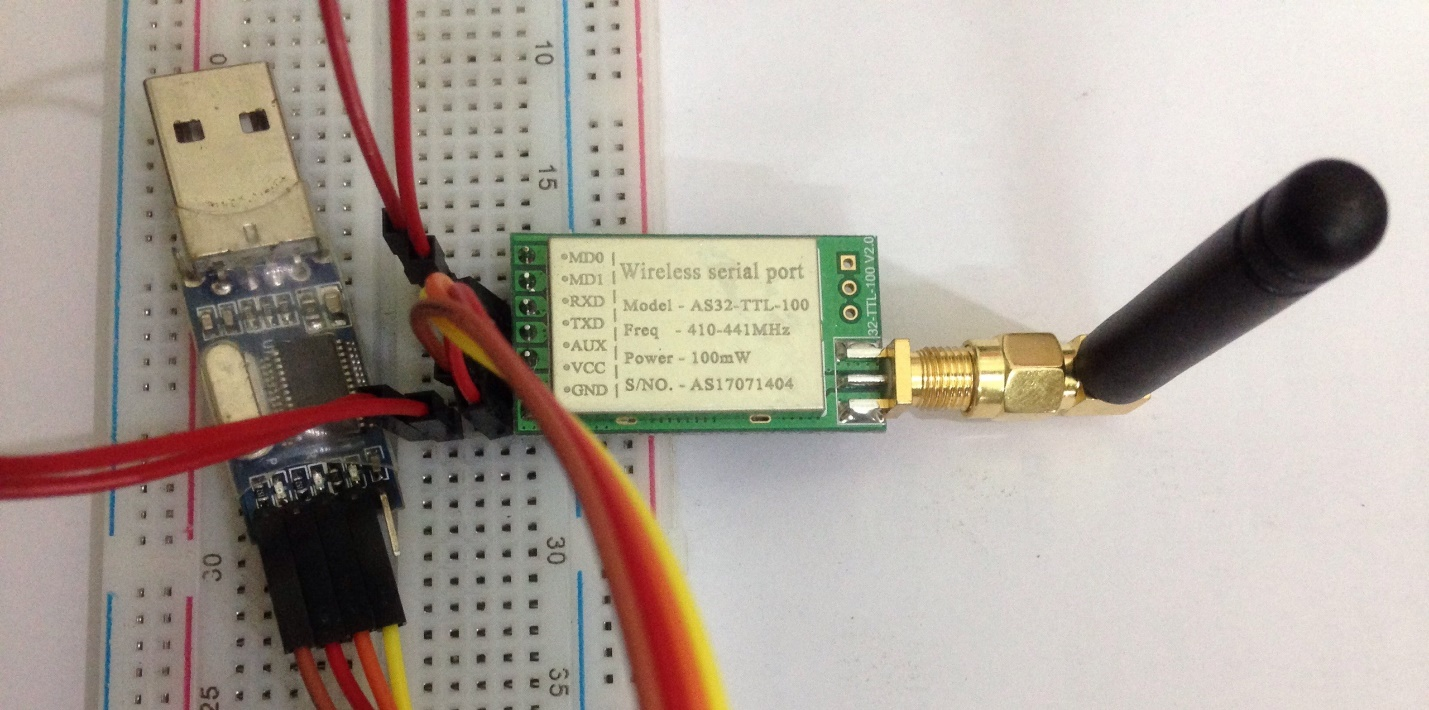 10
15
•MD0
•MD1
•RXD
•TXD
•AUX
•VCC
•GND
Wireless serial port
Model - AS32-TTL-100
Freq - 410-441MHz
Power - 100mW
S/NO. - AS17071404
32-TTL-100 V2.0
30
30
35
25